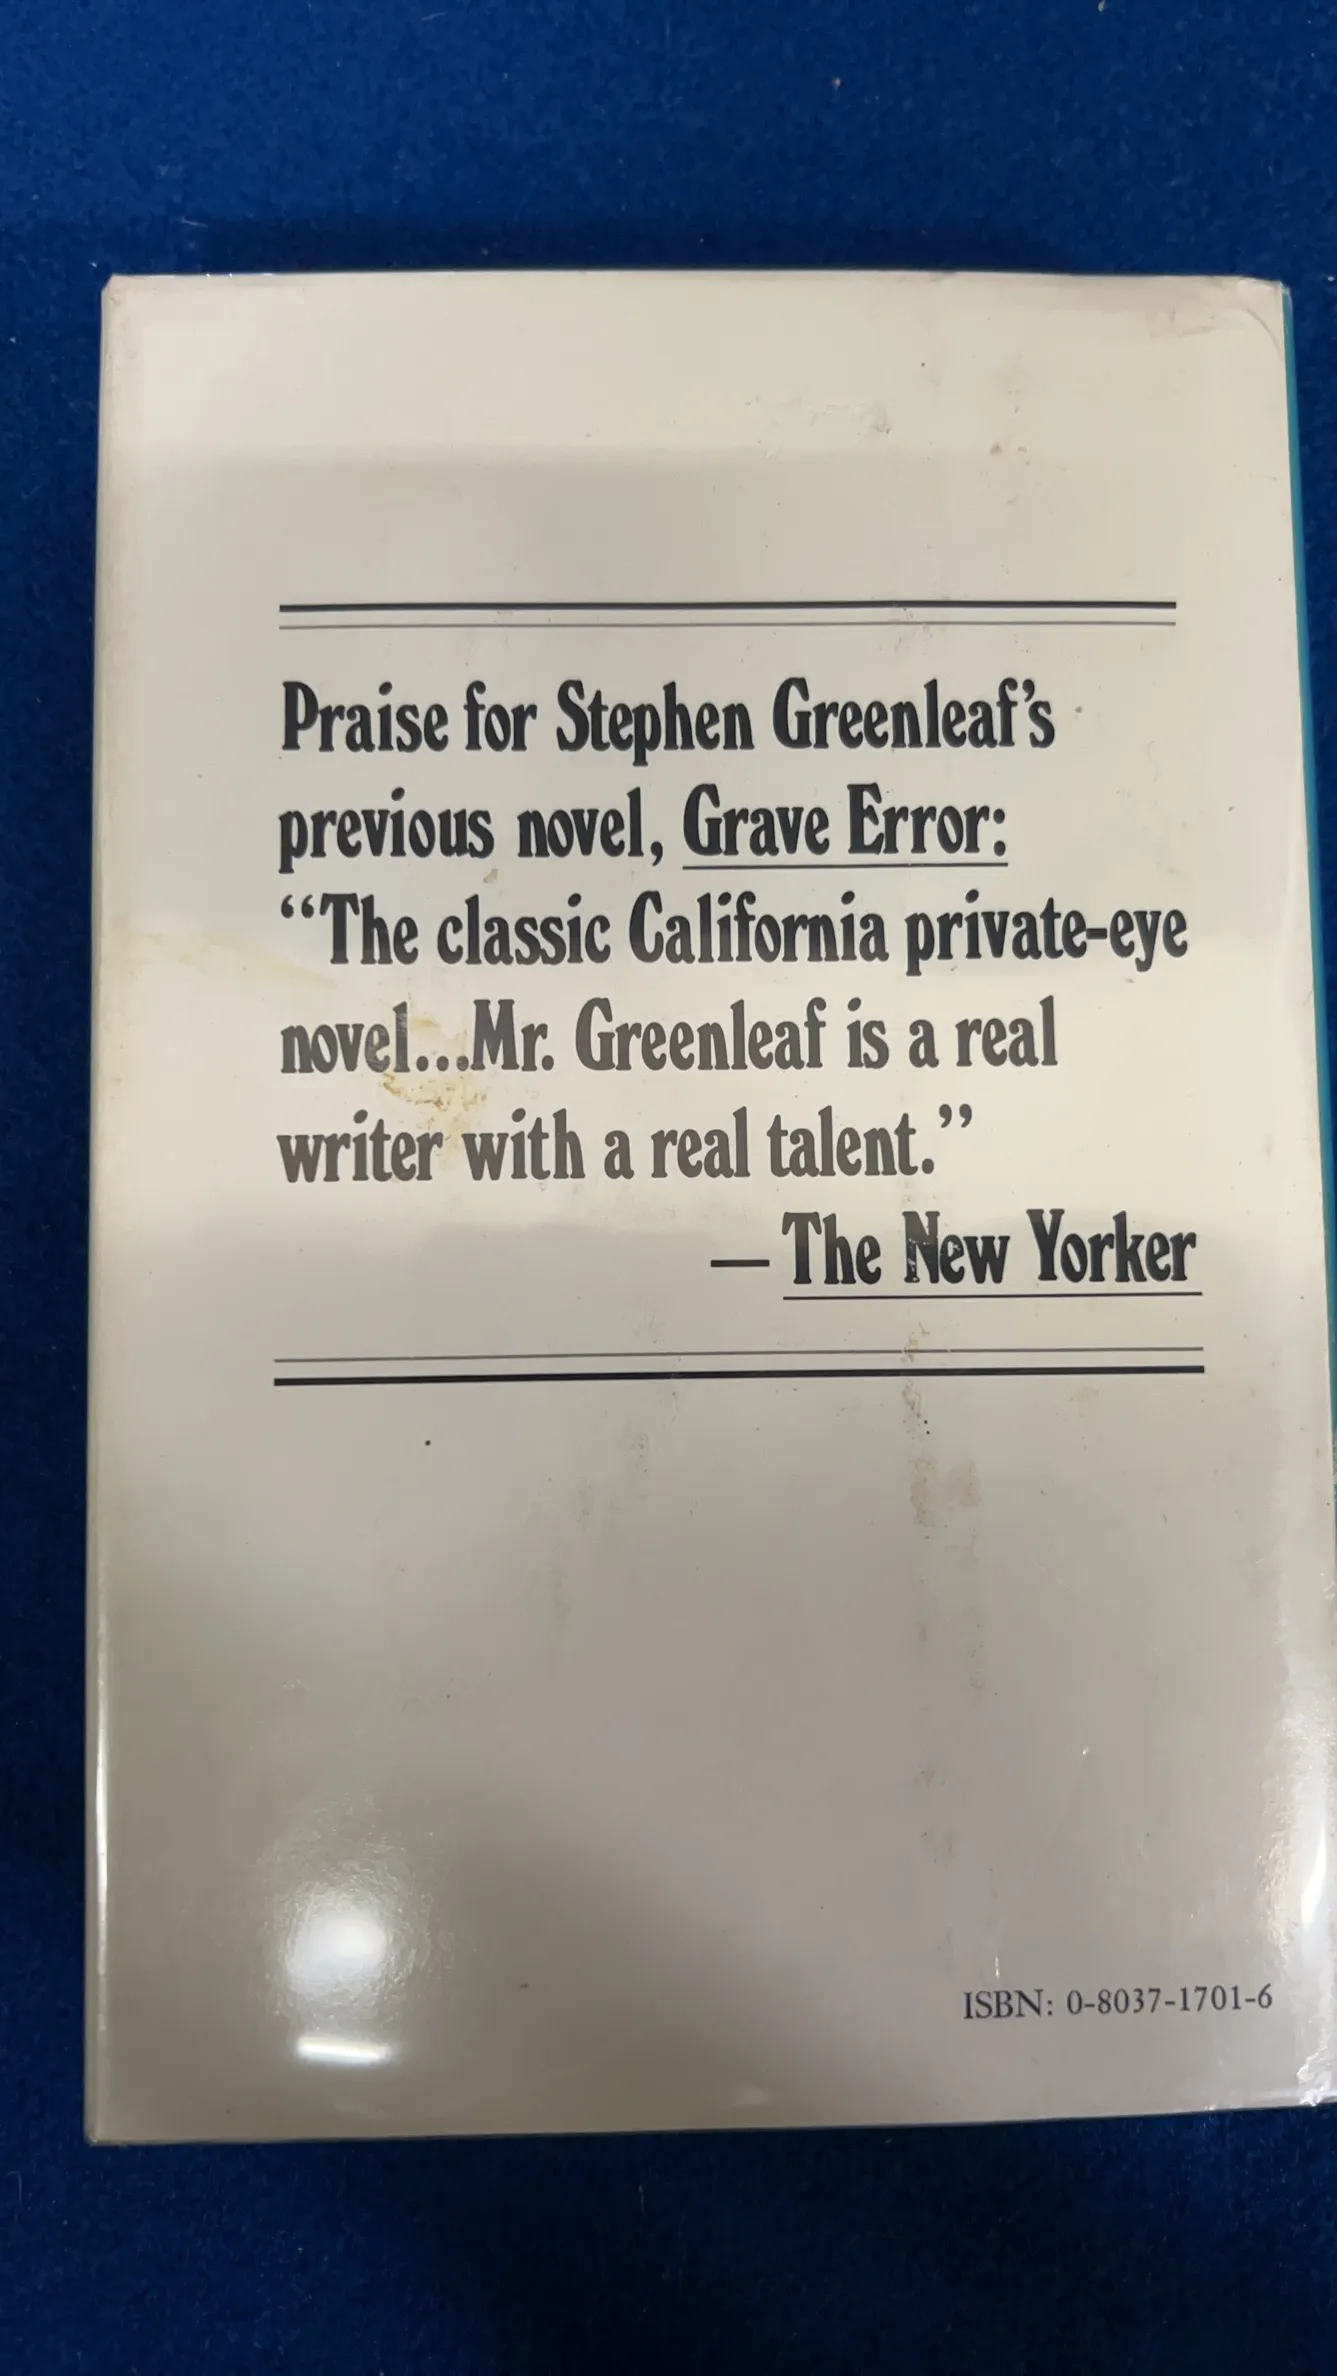 Praise for Stephen Greenleaf’s
previous novel, Grave Error:
“The classic California private-eye
novel...Mr. Greenleaf is a real
writer with a real talent.”
— The New Yorker
ISBN: 0-8037-1701-6